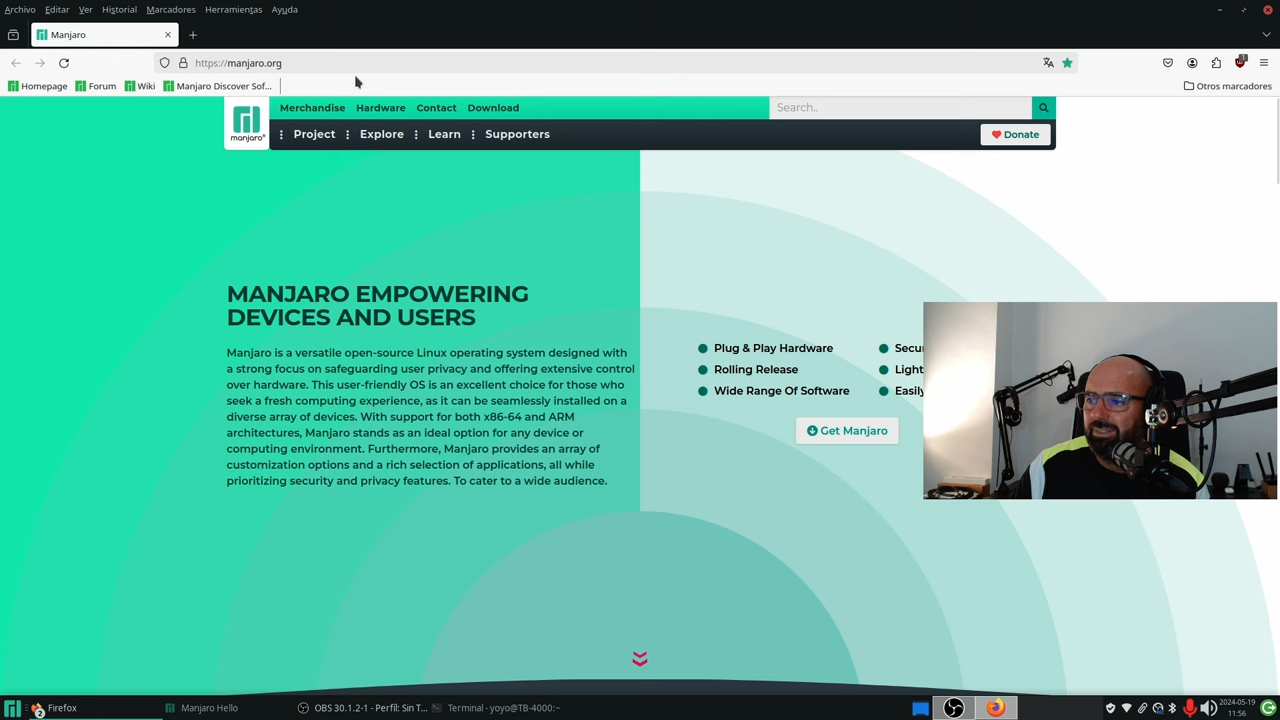 Archivo Editar Ver Historial Marcadores Herramientas Ayuda
Manjaro
https://manjaro.org
Homepage Forum Wiki Manjaro Discover Sof... Otros marcadores
manjaro
Merchandise Hardware Contact Download Search..
Project Explore Learn Supporters Donate
MANJARO EMPOWERING
DEVICES AND USERS
Manjaro is a versatile open-source Linux operating system designed with
a strong focus on safeguarding user privacy and offering extensive control
over hardware. This user-friendly OS is an excellent choice for those who
seek a fresh computing experience, as it can be seamlessly installed on a
diverse array of devices. With support for both x86-64 and ARM
architectures, Manjaro stands as an ideal option for any device or
computing environment. Furthermore, Manjaro provides an array of
customization options and a rich selection of applications, all while
prioritizing security and privacy features. To cater to a wide audience.
Plug & Play Hardware Secur
Rolling Release Light
Wide Range Of Software Easily
Get Manjaro
Firefox Manjaro Hello OBS 30.1.2-1 - Perfil: Sin T... Terminal - yoyo@TB-4000:~
2024-05-19
11:56